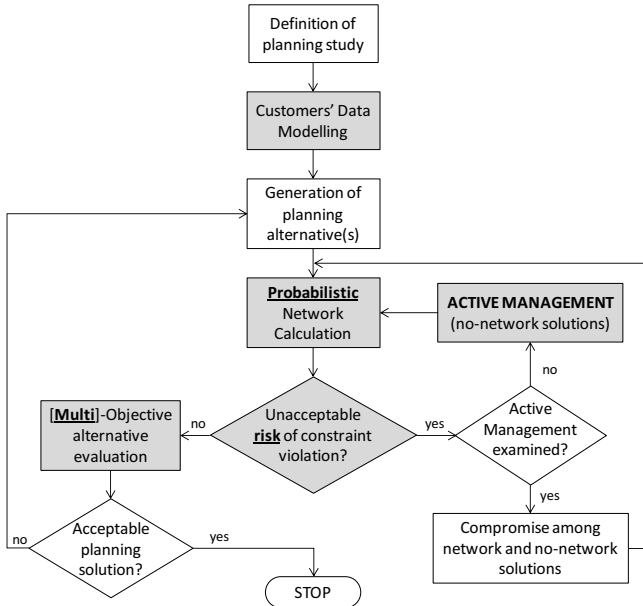 Definition of
planning study
Customers' Data
Modelling
Generation of
planning
alternative(s)
Probabilistic
Network
Calculation
ACTIVE MANAGEMENT
(no-network solutions)
no
[Multi]-Objective
alternative
evaluation
no
Unacceptable
risk of constraint
violation?
yes
Active
Management
examined?
yes
no
Acceptable
planning
solution?
yes
Compromise among
network and no-network
solutions
STOP